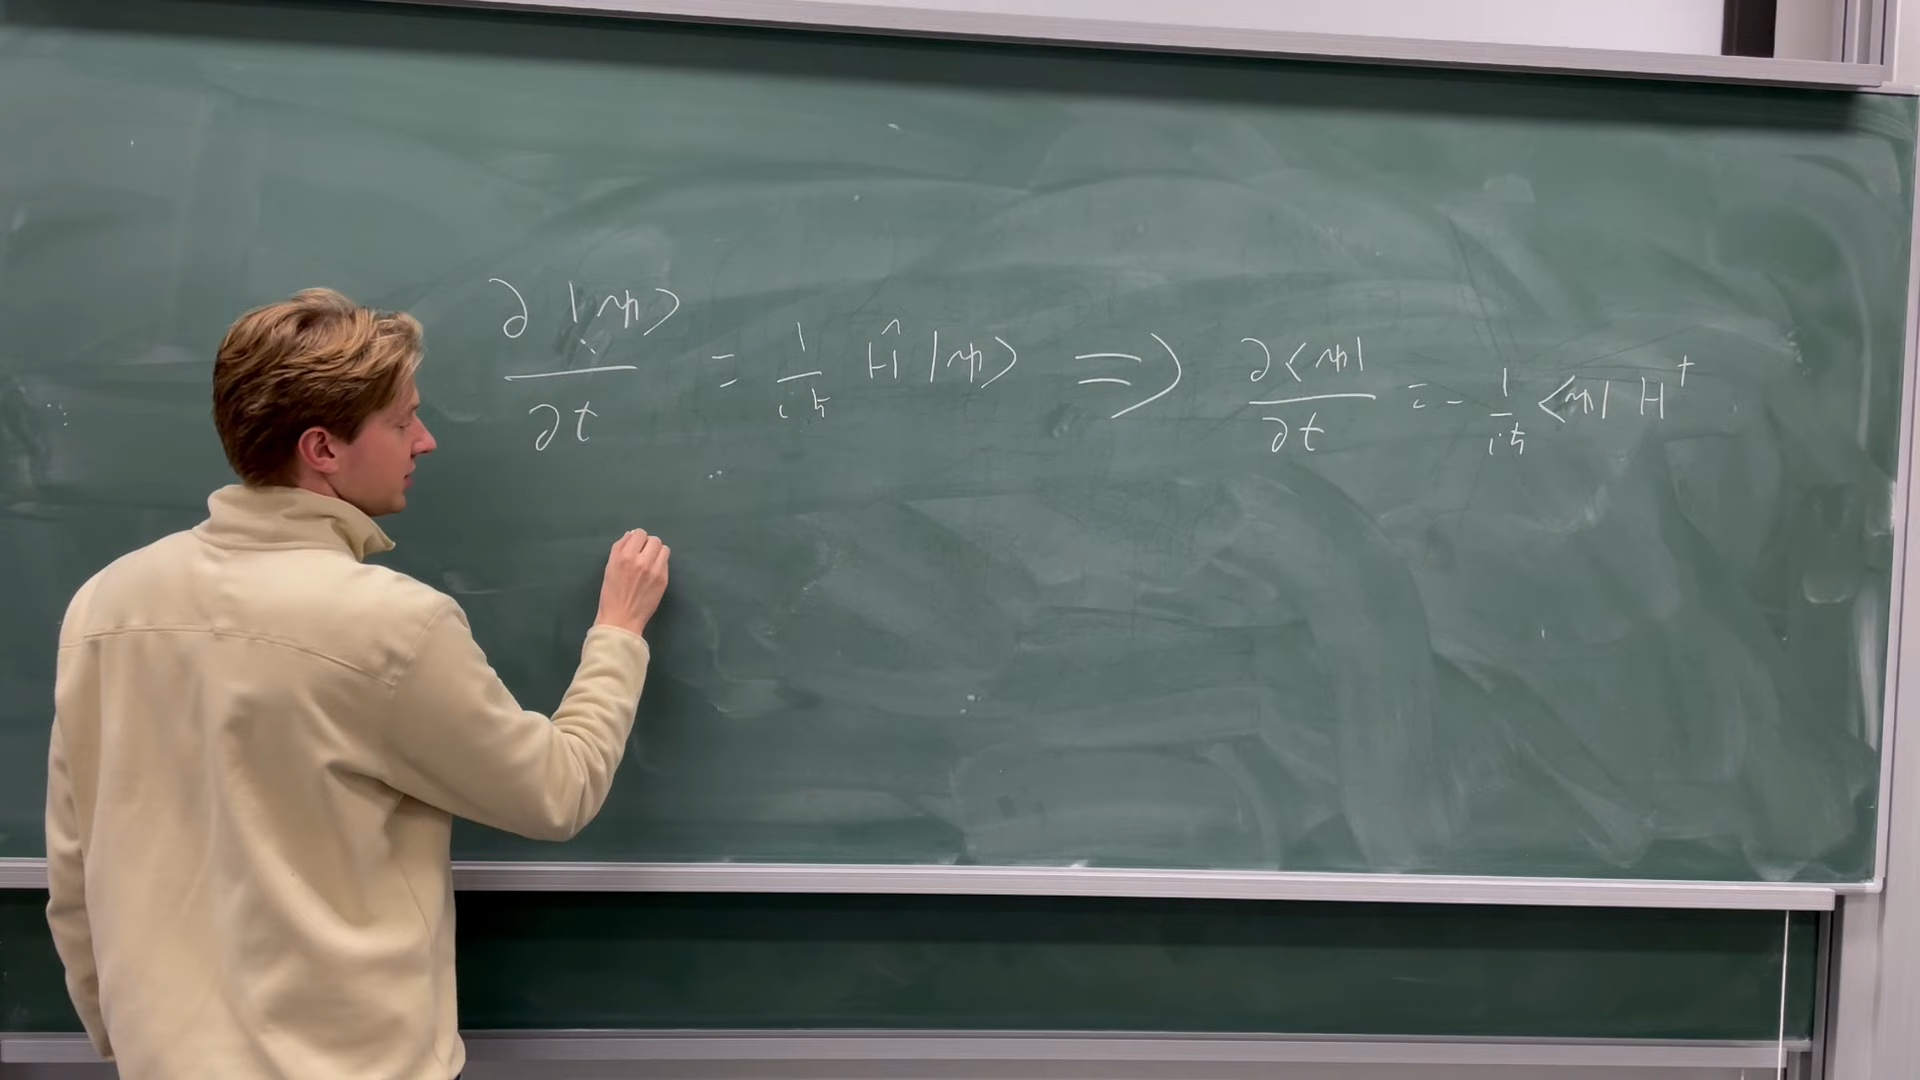 ∂|ψ⟩/∂t = 1/iħ Ĥ |ψ⟩ ⇒ ∂⟨ψ|/∂t = - 1/iħ ⟨ψ| H†